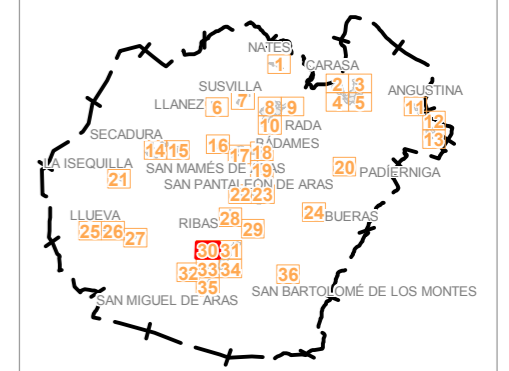 NATES
1
CARASA
2 3
SUSVILLA
ANGUSTINA
LLANEZ 6 7 8 9 4 5 11
10 RADA 12
SECADURA 13
16 BÁDAMES
14 15 17 18
LA ISEQUILLA SAN MAMÉS DE ARAS 19 20 PADÍERNIGA
21 SAN PANTALEÓN DE ARAS
22 23
LLUEVA RIBAS 28 24 BUERAS
25 26 27 29
30 31
32 33 34 36
35 SAN BARTOLOMÉ DE LOS MONTES
SAN MIGUEL DE ARAS